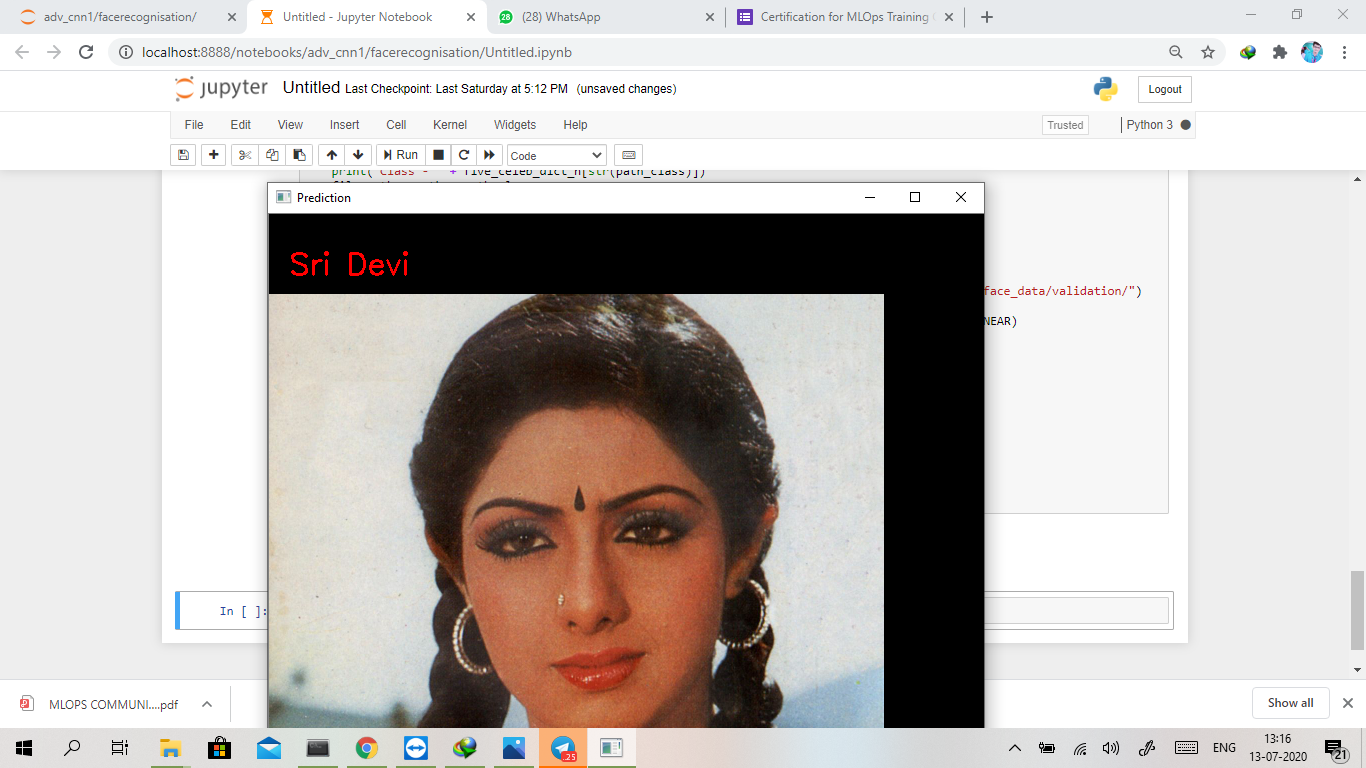 adv_cnn1/facerecognisation/
Untitled - Jupyter Notebook
28
(28) WhatsApp
Certification for MLOps Training
localhost:8888/notebooks/adv_cnn1/facerecognisation/Untitled.ipynb
jupyter Untitled Last Checkpoint: Last Saturday at 5:12 PM (unsaved changes)
Logout
File Edit View Insert Cell Kernel Widgets Help
Trusted
Python 3
Run
Code
print("Class - " + five_celeb_dict_n[str(path_class)])
Prediction
Sri Devi
face_data/validation/")
NEAR)
In [ ]:
MLOPS COMMUNI....pdf
Show all
.25
ENG
13:16
13-07-2020
21